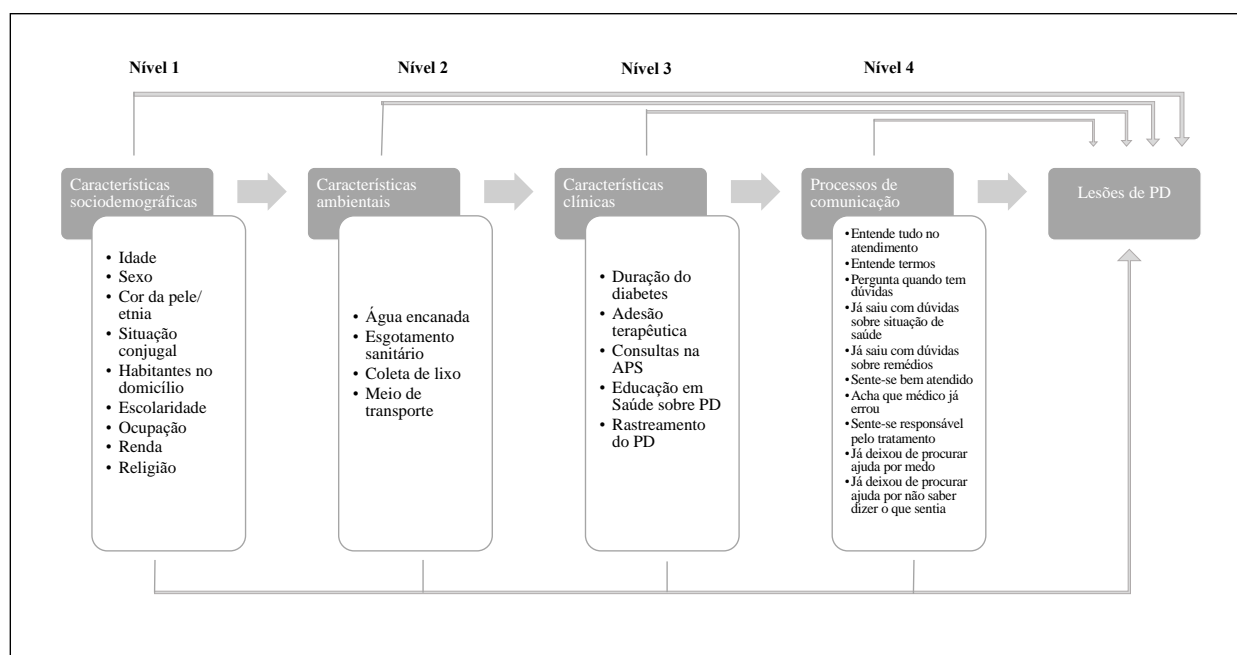 Nível 1
Nível 2
Nível 3
Nível 4
Características
sociodemográficas
• Idade
• Sexo
• Cor da pele/
etnia
• Situação
conjugal
• Habitantes no
domicílio
• Escolaridade
• Ocupação
• Renda
• Religião
Características
ambientais
• Água encanada
• Esgotamento
sanitário
• Coleta de lixo
• Meio de
transporte
Características
clínicas
• Duração do
diabetes
• Adesão
terapêutica
• Consultas na
APS
• Educação em
Saúde sobre PD
• Rastreamento
do PD
Processos de
comunicação
•Entende tudo no
atendimento
•Entende termos
•Pergunta quando tem
dúvidas
•Já saiu com dúvidas
sobre situação de
saúde
•Já saiu com dúvidas
sobre remédios
•Sente-se bem atendido
•Acha que médico já
errou
•Sente-se responsável
pelo tratamento
•Já deixou de procurar
ajuda por medo
•Já deixou de procurar
ajuda por não saber
dizer o que sentia
Lesões de PD